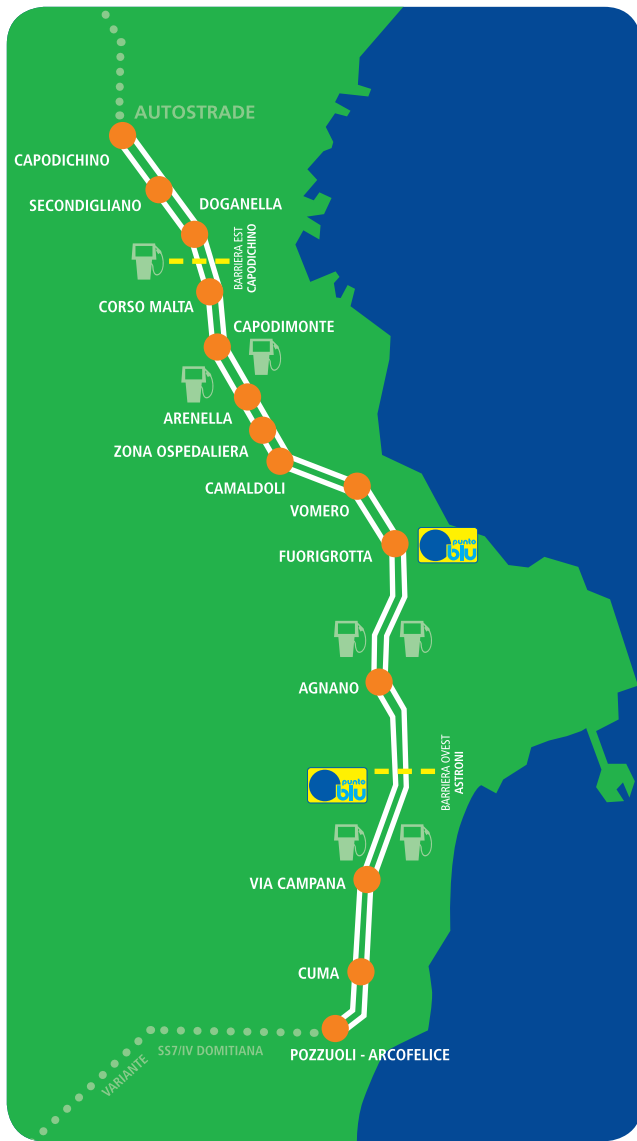 AUTOSTRADE
CAPODICHINO
SECONDIGLIANO
DOGANELLA
BARRIERA EST
CAPODICHINO
CORSO MALTA
CAPODIMONTE
ARENELLA
ZONA OSPEDALIERA
CAMALDOLI
VOMERO
FUORIGROTTA
punto
blu
AGNANO
BARRIERA OVEST
ASTRONI
punto
blu
VIA CAMPANA
CUMA
POZZUOLI - ARCOFELICE
SS7/IV DOMITIANA
VARIANTE